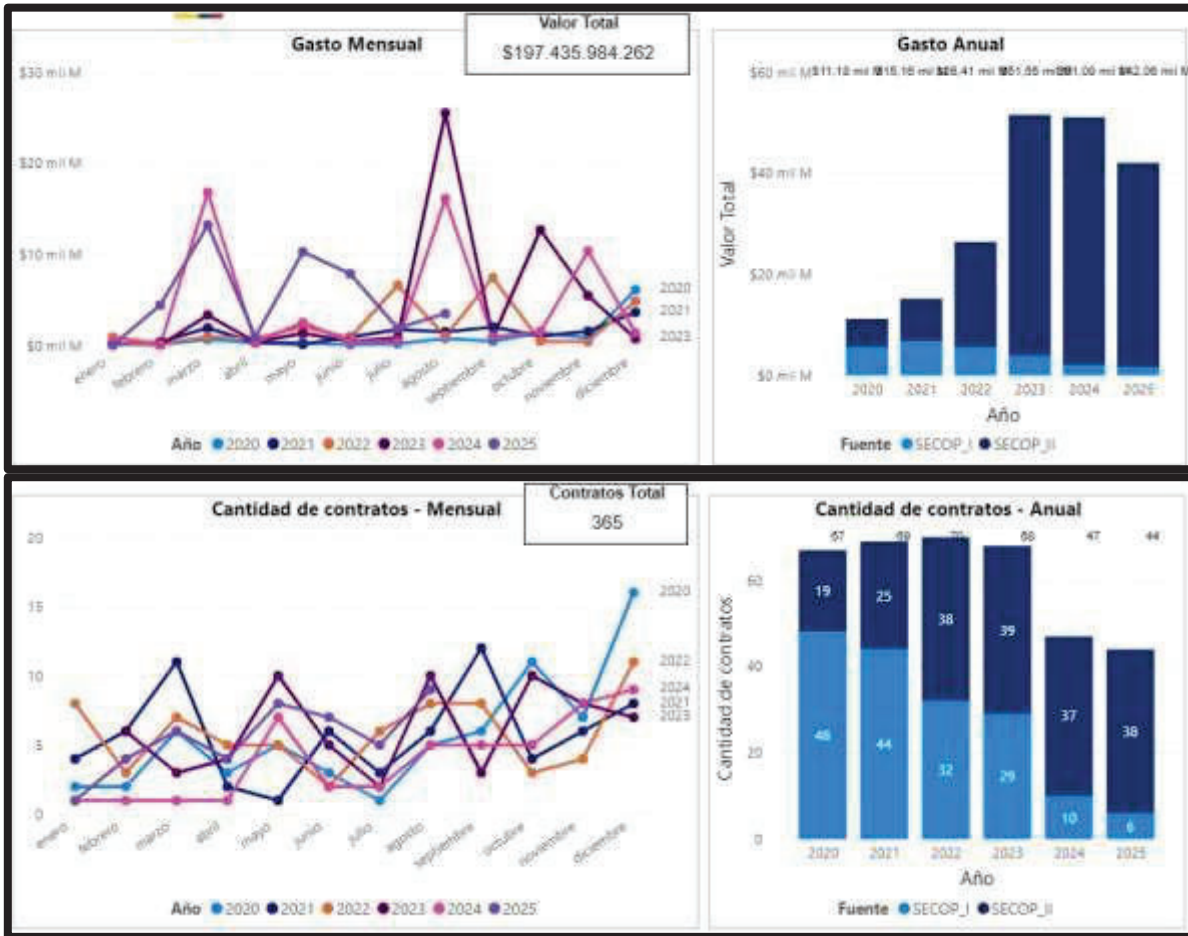 Valor Total
$197.435.984.262
Gasto Mensual
$30 mil M
$20 mil M
$10 mil M
$0 mil M
enero
febrero
marzo
abril
mayo
junio
julio
agosto
septiembre
octubre
noviembre
diciembre
2020
2021
2023
Año 2020 2021 2022 2023 2024 2025
Gasto Anual
$60 mil M
$40 mil M
$20 mil M
$0 mil M
Valor Total
2020 2021 2022 2023 2024 2025
Año
Fuente SECOP_I SECOP_II
Contratos Total
365
Cantidad de contratos - Mensual
20
15
10
5
0
enero
febrero
marzo
abril
mayo
junio
julio
agosto
septiembre
octubre
noviembre
diciembre
2020
2022
2024
2021
2023
Año 2020 2021 2022 2023 2024 2025
Cantidad de contratos - Anual
67 69 70 68 47 44
60
40
20
0
Cantidad de contratos
19 25 38 39 37 38
48 44 32 29 10 6
2020 2021 2022 2023 2024 2025
Año
Fuente SECOP_I SECOP_II